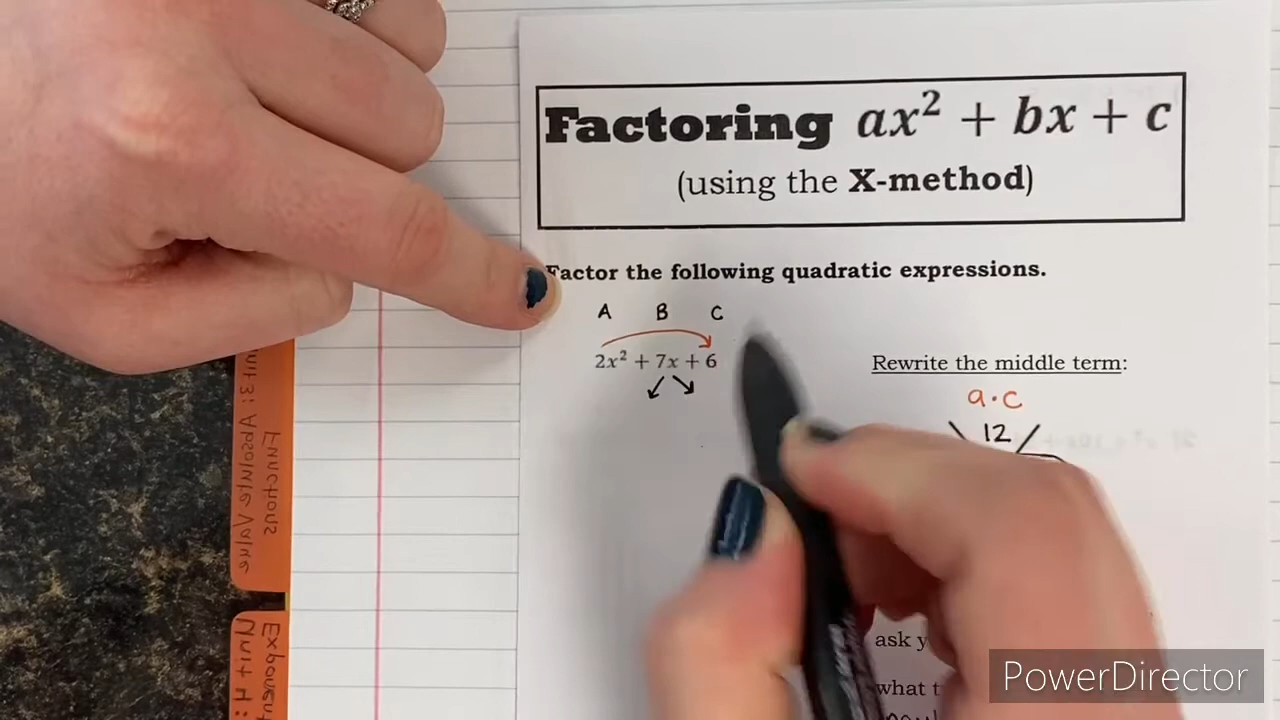 Factoring ax² + bx + c
(using the X-method)
Factor the following quadratic expressions.
A B C
2x² + 7x + 6
Rewrite the middle term:
a·c
12
ask
what
PowerDirector